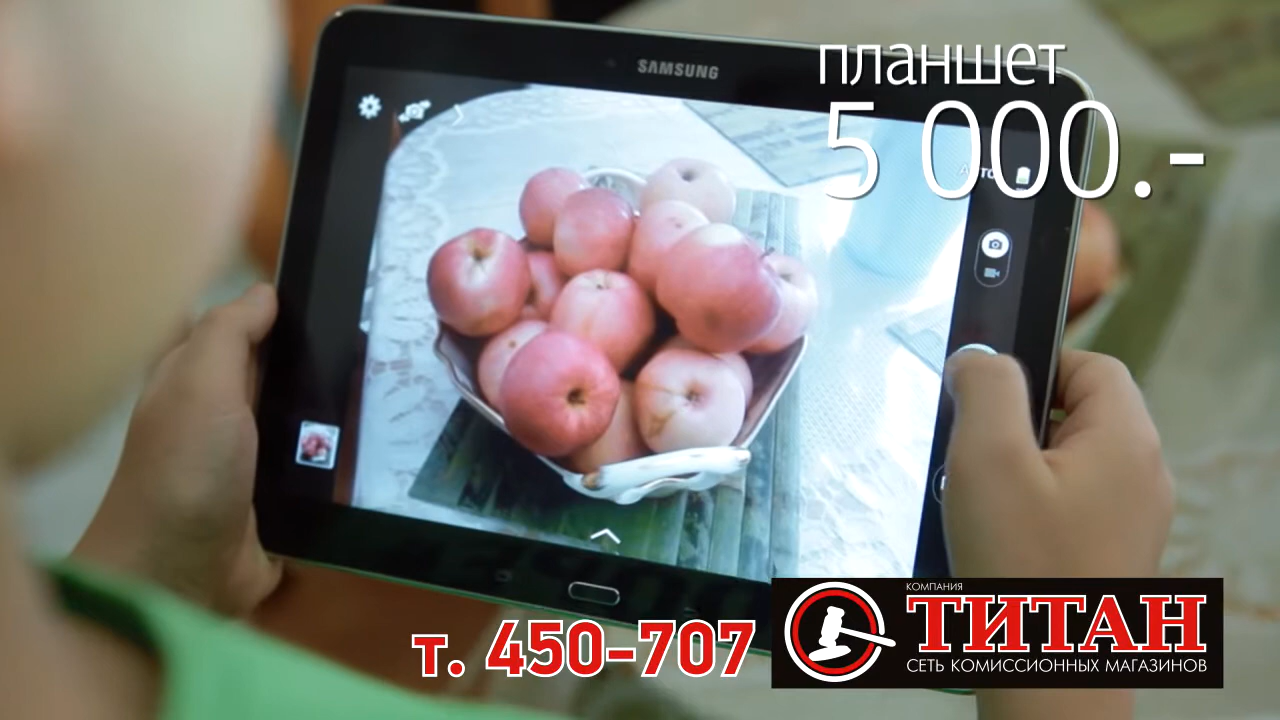 SAMSUNG
планшет
5 000.-
т. 450-707
КОМПАНИЯ
ТИТАН
СЕТЬ КОМИССИОННЫХ МАГАЗИНОВ